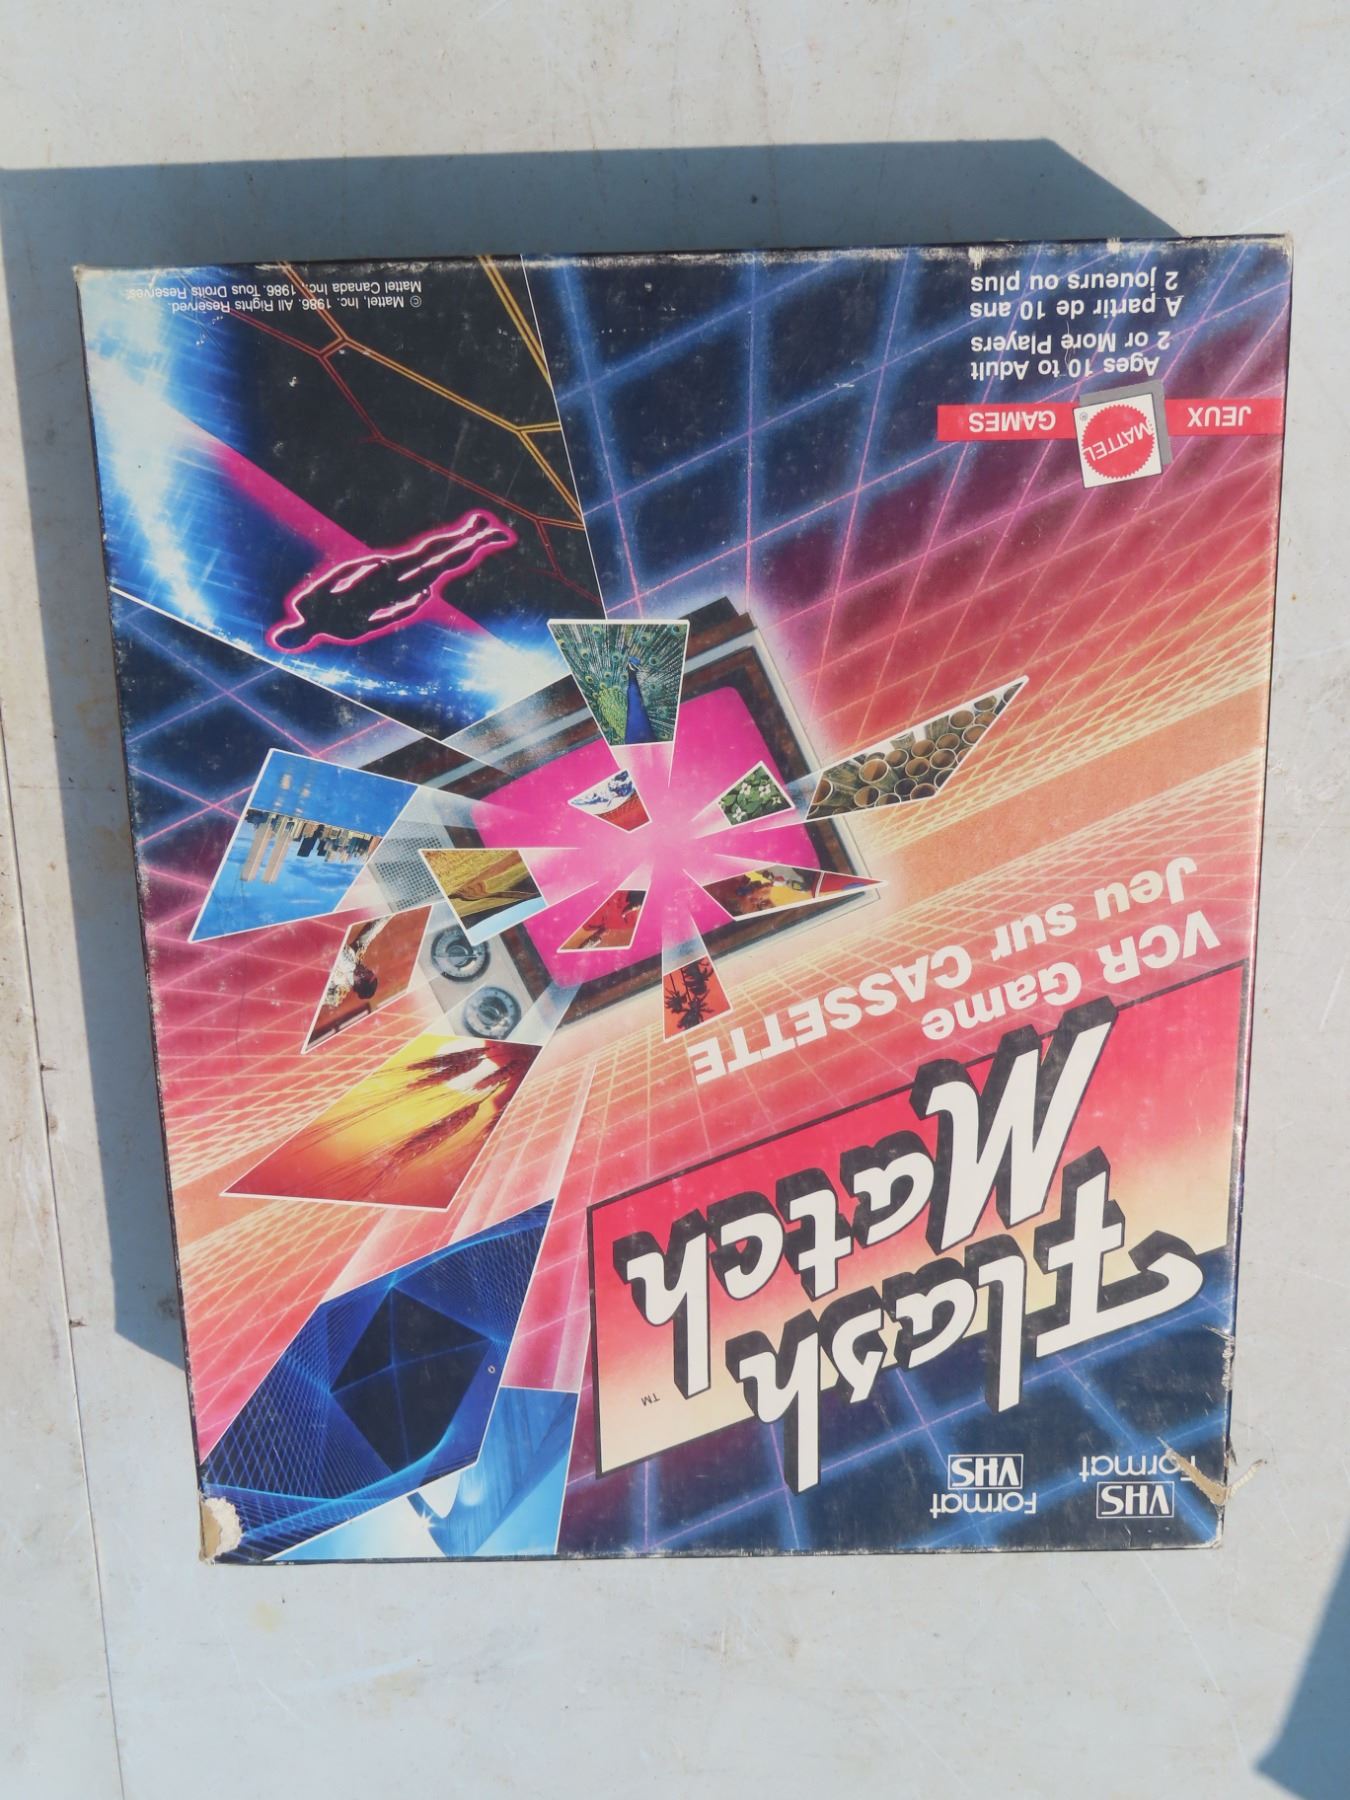 VHS
Format
VHS
Format
Flash
Match
TM
VCR Game
Jeu sur CASSETTE
JEUX
MATTEL
®
GAMES
Ages 10 to Adult
2 or More Players
A partir de 10 ans
2 joueurs ou plus
© Mattel, Inc. 1986. All Rights Reserved.
Mattel Canada Inc., 1986. Tous Droits Réservés.